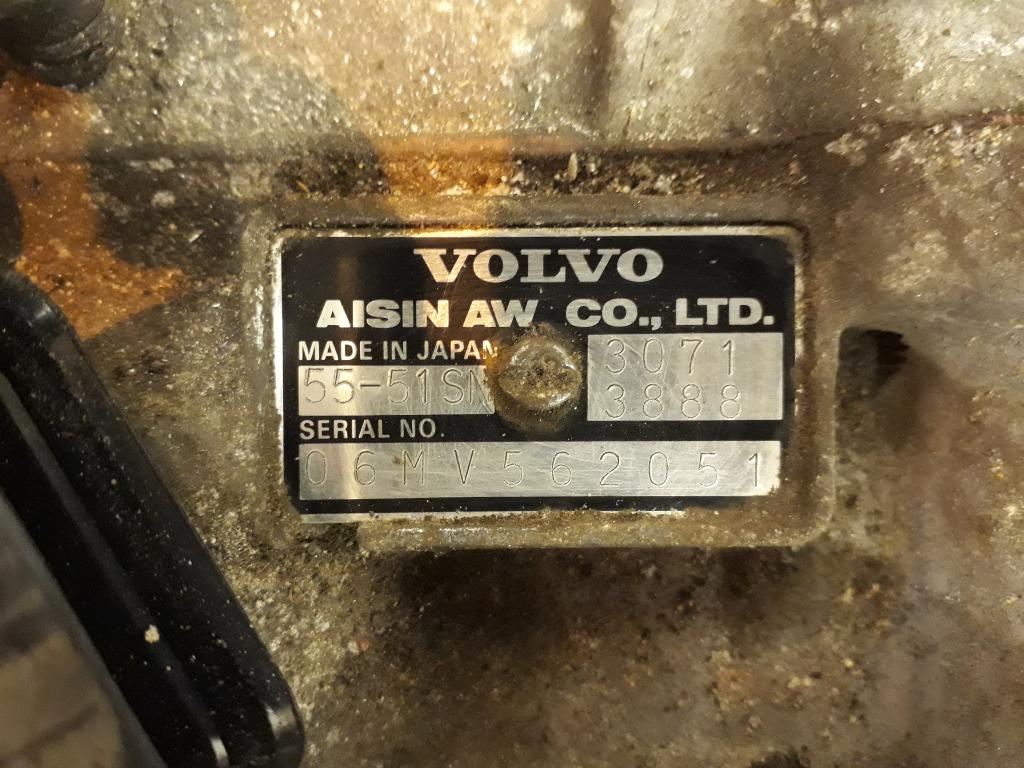 VOLVO
AISIN AW CO., LTD.
MADE IN JAPAN
55-51SN
3071
3888
SERIAL NO.
06MV562051